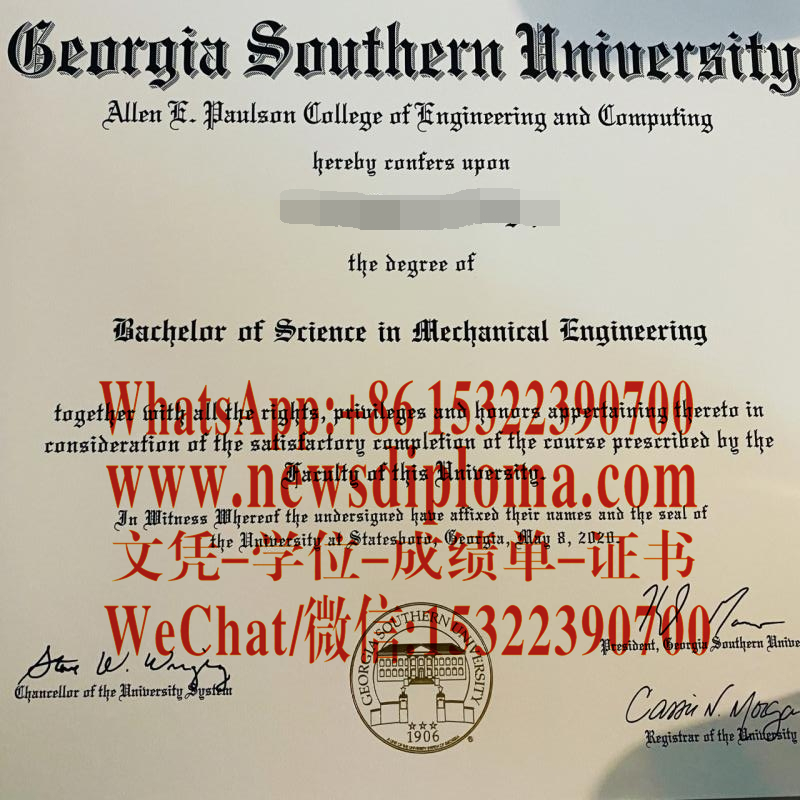 Georgia Southern University
Allen E. Paulson College of Engineering and Computing
hereby confers upon
the degree of
Bachelor of Science in Mechanical Engineering
WhatsApp:+86 15322390700
together with all the rights, privileges and honors appertaining thereto in
consideration of the satisfactory completion of the course prescribed by the
Faculty of this University.
www.newsdiploma.com
In Witness Whereof the undersigned have affixed their names and the seal of
the University at Statesboro, Georgia, May 8, 2020.
文凭-学位-成绩单-证书
WeChat/微信:15322390700
President, Georgia Southern Unive
Chancellor of the University System
GEORGIA SOUTHERN UNIVERSITY
1906
Cassie N. Morga
Registrar of the University